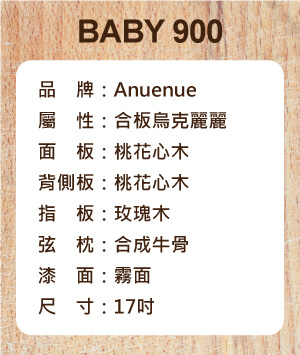 BABY 900
品　牌：Anuenue
屬　性：合板烏克麗麗
面　板：桃花心木
背側板：桃花心木
指　板：玫瑰木
弦　枕：合成牛骨
漆　面：霧面
尺　寸：17吋